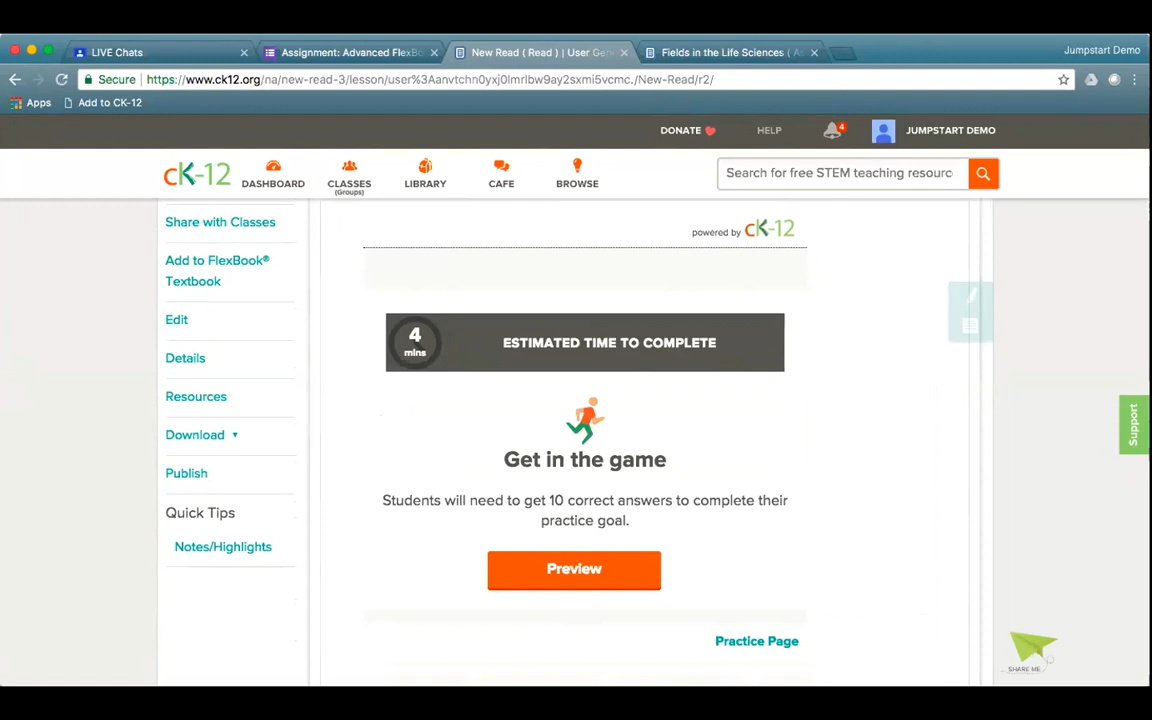 LIVE Chats
Assignment: Advanced FlexBo
New Read ( Read ) | User Gen
Fields in the Life Sciences ( A
Jumpstart Demo
Secure | https://www.ck12.org/na/new-read-3/lesson/user%3Aanvtchn0yxj0lmrlbw9ay2sxmi5vcmc./New-Read/r2/
Apps
Add to CK-12
DONATE
HELP
4
JUMPSTART DEMO
cK-12
DASHBOARD
CLASSES
(Groups)
LIBRARY
CAFE
BROWSE
Search for free STEM teaching resourc
Share with Classes
Add to FlexBook®
Textbook
Edit
Details
Resources
Download
Publish
Quick Tips
Notes/Highlights
powered by cK-12
4
mins
ESTIMATED TIME TO COMPLETE
Get in the game
Students will need to get 10 correct answers to complete their
practice goal.
Preview
Practice Page
Support
SHARE ME